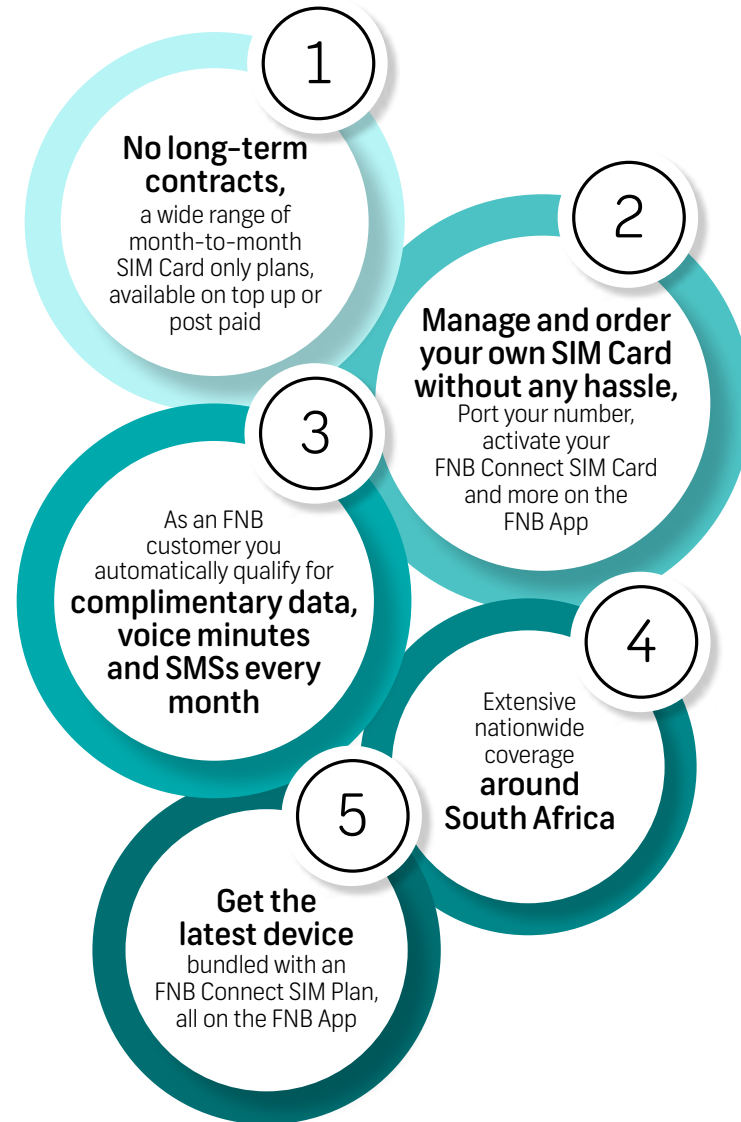 1
No long-term
contracts,
a wide range of
month-to-month
SIM Card only plans,
available on top up or
post paid
2
Manage and order
your own SIM Card
without any hassle,
Port your number,
activate your
FNB Connect SIM Card
and more on the
FNB App
3
As an FNB
customer you
automatically qualify for
complimentary data,
voice minutes
and SMSs every
month
4
Extensive
nationwide
coverage
around
South Africa
5
Get the
latest device
bundled with an
FNB Connect SIM Plan,
all on the FNB App